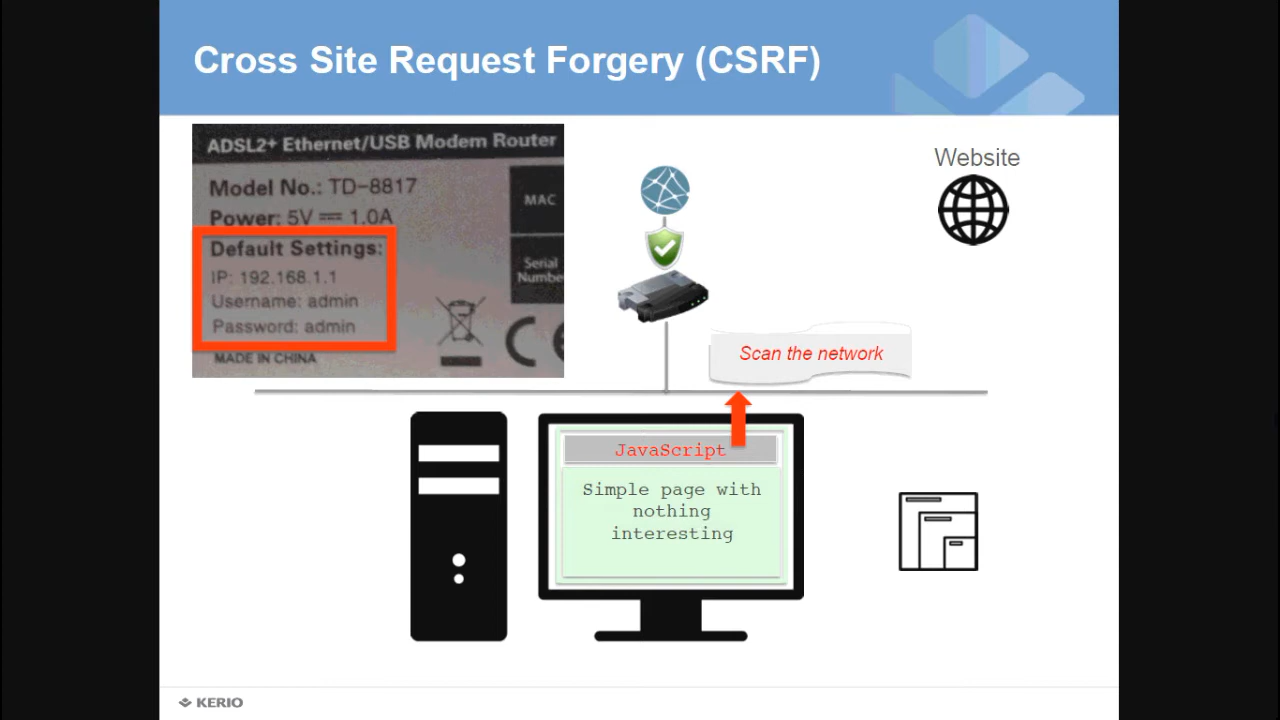 Cross Site Request Forgery (CSRF)
ADSL2+ Ethernet/USB Modem Router
Model No.: TD-8817
Power: 5V 1.0A
MAC
Default Settings:
IP: 192.168.1.1
Username: admin
Password: admin
Serial
Numbe
MADE IN CHINA
CE
Website
Scan the network
JavaScript
Simple page with
nothing
interesting
KERIO